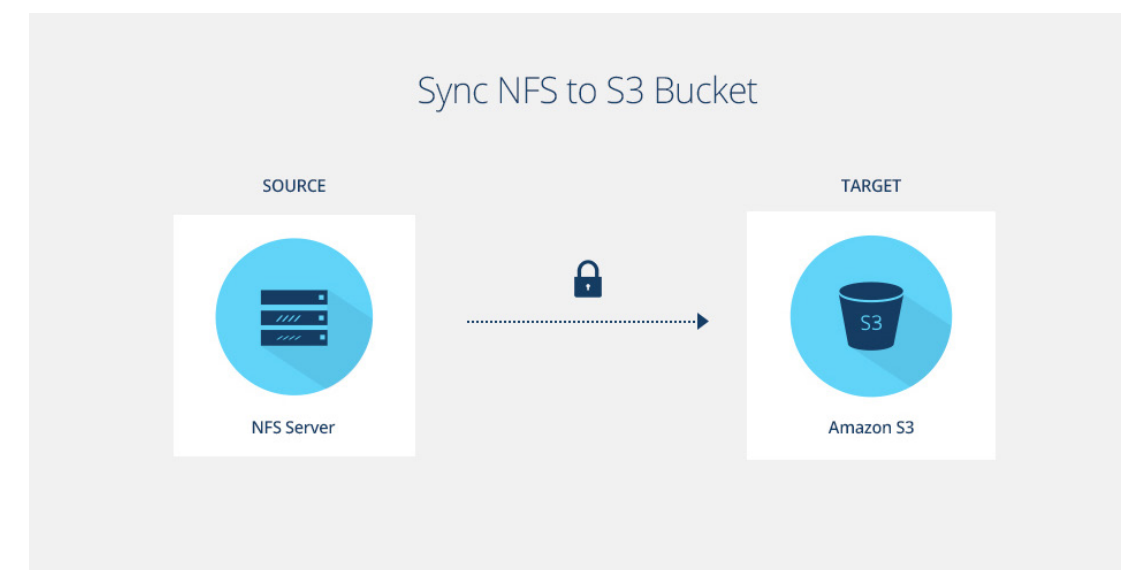 Sync NFS to S3 Bucket
SOURCE
TARGET
S3
NFS Server
Amazon S3